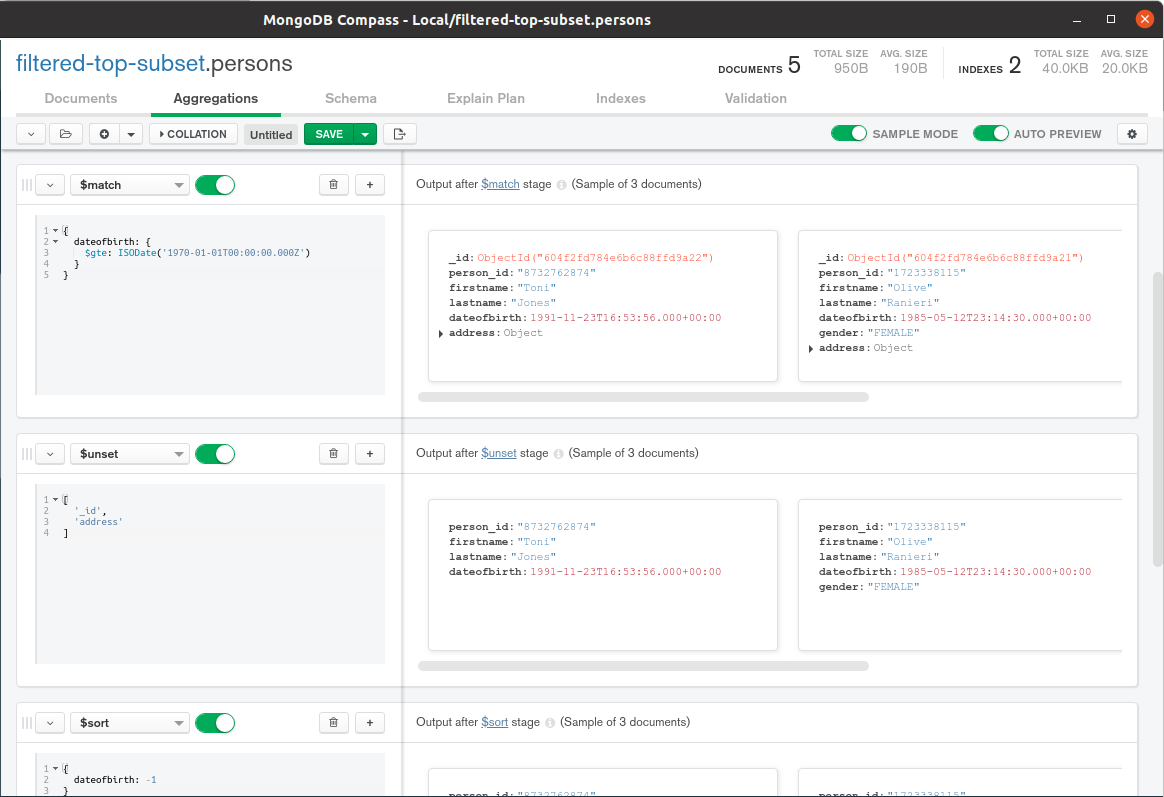 MongoDB Compass - Local/filtered-top-subset.persons
filtered-top-subset.persons
DOCUMENTS 5 TOTAL SIZE 950B AVG. SIZE 190B INDEXES 2 TOTAL SIZE 40.0KB AVG. SIZE 20.0KB
Documents Aggregations Schema Explain Plan Indexes Validation
COLLATION Untitled SAVE SAMPLE MODE AUTO PREVIEW
$match
Output after $match stage (Sample of 3 documents)
1 {
2 dateofbirth: {
3 $gte: ISODate('1970-01-01T00:00:00.000Z')
4 }
5 }
_id: ObjectId("604f2fd784e6b6c88ffd9a22")
person_id: "8732762874"
firstname: "Toni"
lastname: "Jones"
dateofbirth: 1991-11-23T16:53:56.000+00:00
address: Object
_id: ObjectId("604f2fd784e6b6c88ffd9a21")
person_id: "1723338115"
firstname: "Olive"
lastname: "Ranieri"
dateofbirth: 1985-05-12T23:14:30.000+00:00
gender: "FEMALE"
address: Object
$unset
Output after $unset stage (Sample of 3 documents)
1 [
2 '_id',
3 'address'
4 ]
person_id: "8732762874"
firstname: "Toni"
lastname: "Jones"
dateofbirth: 1991-11-23T16:53:56.000+00:00
person_id: "1723338115"
firstname: "Olive"
lastname: "Ranieri"
dateofbirth: 1985-05-12T23:14:30.000+00:00
gender: "FEMALE"
$sort
Output after $sort stage (Sample of 3 documents)
1 {
2 dateofbirth: -1
3 }
person_id: "8732762874"
person_id: "1723338115"